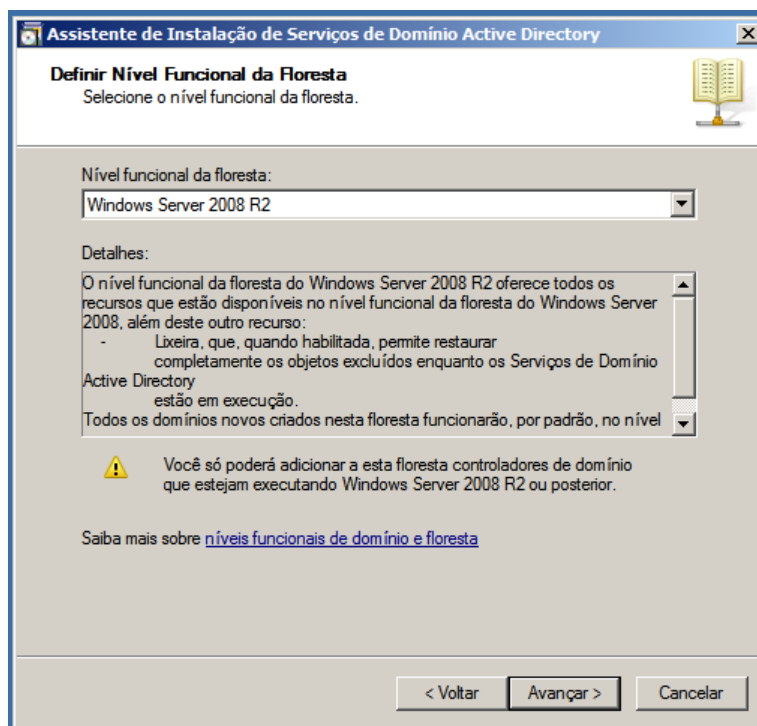 Assistente de Instalação de Serviços de Domínio Active Directory
Definir Nível Funcional da Floresta
Selecione o nível funcional da floresta.
Nível funcional da floresta:
Windows Server 2008 R2
Detalhes:
O nível funcional da floresta do Windows Server 2008 R2 oferece todos os
recursos que estão disponíveis no nível funcional da floresta do Windows Server
2008, além deste outro recurso:
- Lixeira, que, quando habilitada, permite restaurar
completamente os objetos excluídos enquanto os Serviços de Domínio
Active Directory
estão em execução.
Todos os domínios novos criados nesta floresta funcionarão, por padrão, no nível
Você só poderá adicionar a esta floresta controladores de domínio
que estejam executando Windows Server 2008 R2 ou posterior.
Saiba mais sobre níveis funcionais de domínio e floresta
< Voltar
Avançar >
Cancelar